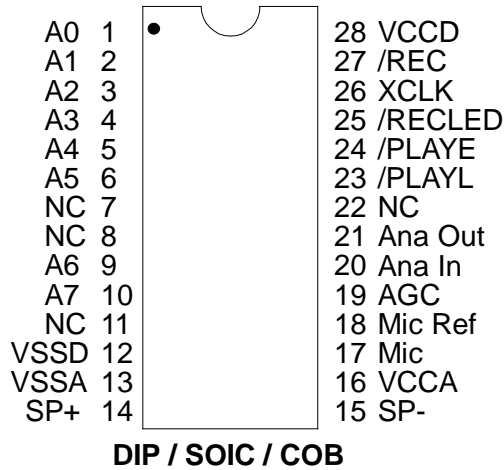 A0 1 28 VCCD
A1 2 27 /REC
A2 3 26 XCLK
A3 4 25 /RECLED
A4 5 24 /PLAYE
A5 6 23 /PLAYL
NC 7 22 NC
NC 8 21 Ana Out
A6 9 20 Ana In
A7 10 19 AGC
NC 11 18 Mic Ref
VSSD 12 17 Mic
VSSA 13 16 VCCA
SP+ 14 15 SP-
DIP / SOIC / COB